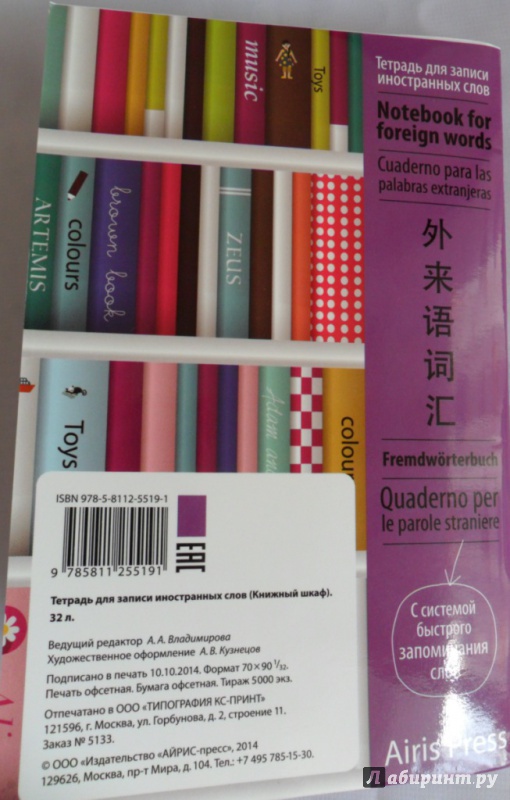 music
Toys
ARTEMIS
colours
brown book
ZEUS
Toys
Adam
colou
Тетрадь для записи
иностранных слов
Notebook for
foreign words
Cuaderno para las
palabras extranjeras
外
来
语
词
汇
Fremdwörterbuch
Quaderno per
le parole straniere
С системой
быстрого
запоминания
слов
Airis Press
ISBN 978-5-8112-5519-1
9 785811 255191
EAC
Тетрадь для записи иностранных слов (Книжный шкаф).
32 л.
Ведущий редактор А. А. Владимирова
Художественное оформление А. В. Кузнецов
Подписано в печать 10.10.2014. Формат 70×90 1/32.
Печать офсетная. Бумага офсетная. Тираж 5000 экз.
Отпечатано в ООО «ТИПОГРАФИЯ КС-ПРИНТ»
121596, г. Москва, ул. Горбунова, д. 2, строение 11.
Заказ № 5133.
© ООО «Издательство «АЙРИС-пресс», 2014
129626, Москва, пр-т Мира, д. 104. Тел.: +7 495 785-15-30.
Лабиринт.ру